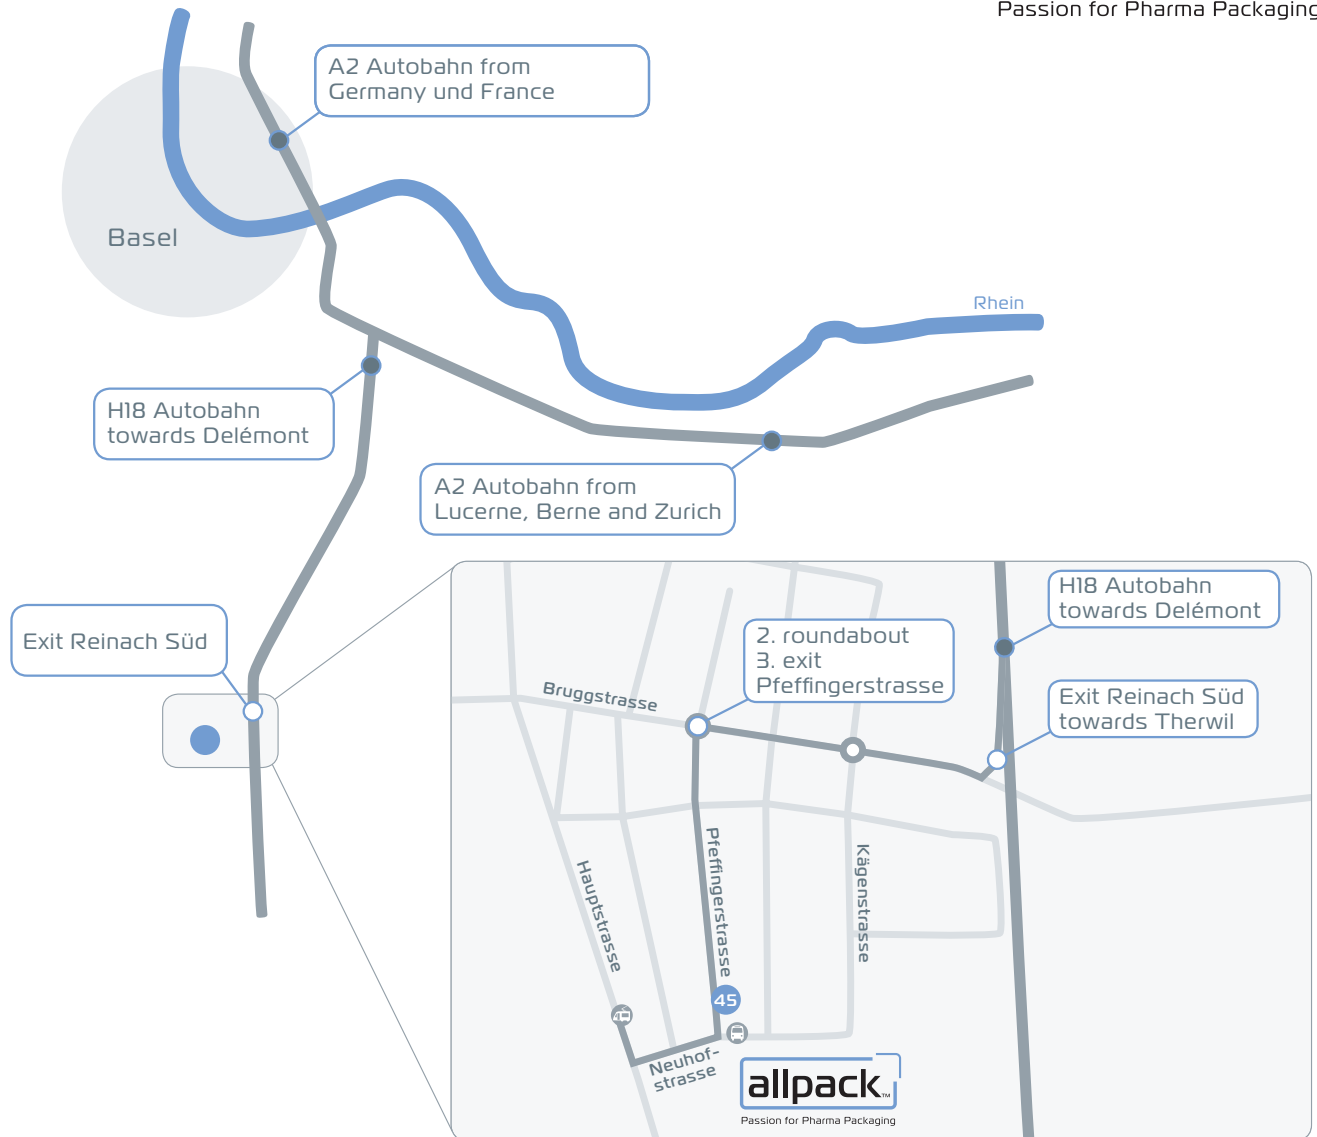 Passion for Pharma Packaging
A2 Autobahn from
Germany und France
Basel
Rhein
H18 Autobahn
towards Delémont
A2 Autobahn from
Lucerne, Berne and Zurich
Exit Reinach Süd
H18 Autobahn
towards Delémont
2. roundabout
3. exit
Pfeffingerstrasse
Exit Reinach Süd
towards Therwil
Bruggstrasse
Hauptstrasse
Pfeffingerstrasse
Kägenstrasse
45
Neuhof-
strasse
allpack™
Passion for Pharma Packaging